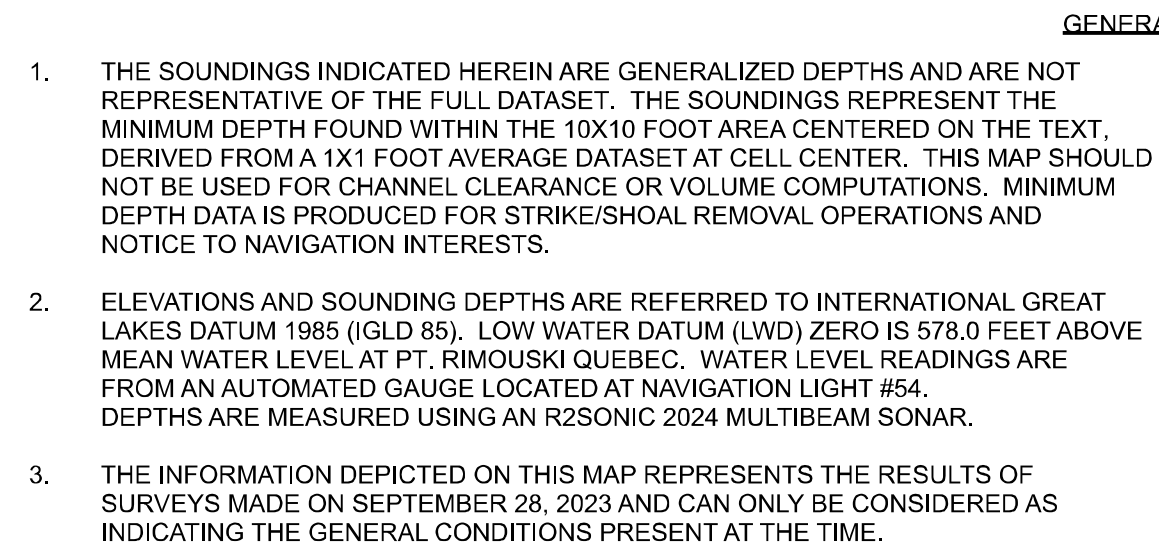 GENERA
1. THE SOUNDINGS INDICATED HEREIN ARE GENERALIZED DEPTHS AND ARE NOT
REPRESENTATIVE OF THE FULL DATASET. THE SOUNDINGS REPRESENT THE
MINIMUM DEPTH FOUND WITHIN THE 10X10 FOOT AREA CENTERED ON THE TEXT,
DERIVED FROM A 1X1 FOOT AVERAGE DATASET AT CELL CENTER. THIS MAP SHOULD
NOT BE USED FOR CHANNEL CLEARANCE OR VOLUME COMPUTATIONS. MINIMUM
DEPTH DATA IS PRODUCED FOR STRIKE/SHOAL REMOVAL OPERATIONS AND
NOTICE TO NAVIGATION INTERESTS.
2. ELEVATIONS AND SOUNDING DEPTHS ARE REFERRED TO INTERNATIONAL GREAT
LAKES DATUM 1985 (IGLD 85). LOW WATER DATUM (LWD) ZERO IS 578.0 FEET ABOVE
MEAN WATER LEVEL AT PT. RIMOUSKI QUEBEC. WATER LEVEL READINGS ARE
FROM AN AUTOMATED GAUGE LOCATED AT NAVIGATION LIGHT #54.
DEPTHS ARE MEASURED USING AN R2SONIC 2024 MULTIBEAM SONAR.
3. THE INFORMATION DEPICTED ON THIS MAP REPRESENTS THE RESULTS OF
SURVEYS MADE ON SEPTEMBER 28, 2023 AND CAN ONLY BE CONSIDERED AS
INDICATING THE GENERAL CONDITIONS PRESENT AT THE TIME.